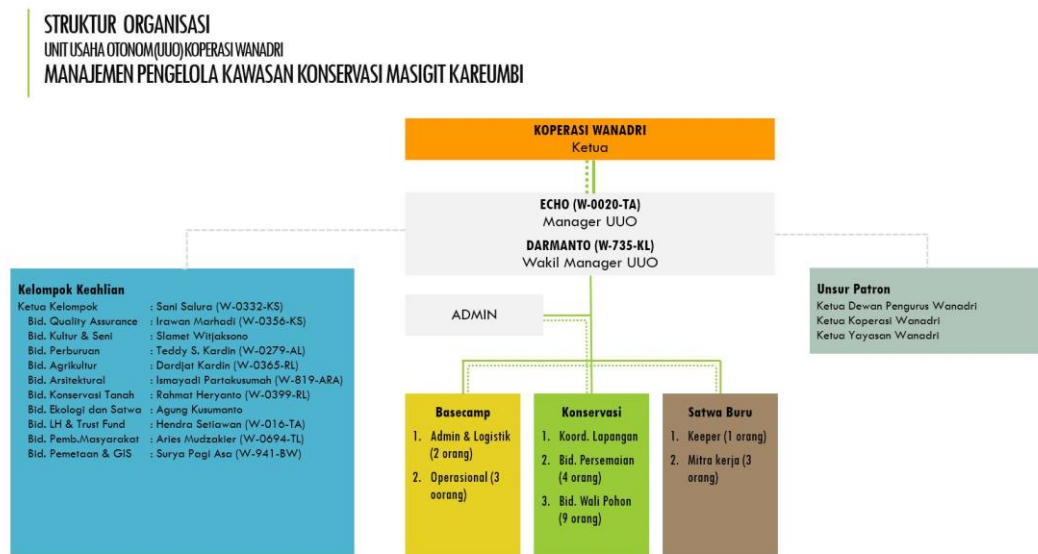 STRUKTUR ORGANISASI
UNIT USAHA OTONOM(UUO)KOPERASI WANADRI
MANAJEMEN PENGELOLA KAWASAN KONSERVASI MASIGIT KAREUMBI
KOPERASI WANADRI
Ketua
ECHO (W-0020-TA)
Manager UUO
DARMANTO (W-735-KL)
Wakil Manager UUO
Kelompok Keahlian
Ketua Kelompok : Sani Salura (W-0332-KS)
Bid. Quality Assurance : Irawan Marhadi (W-0356-KS)
Bid. Kultur & Seni : Slamet Witjaksono
Bid. Perburuan : Teddy S. Kardin (W-0279-AL)
Bid. Agrikultur : Dardjat Kardin (W-0365-RL)
Bid. Arsitektural : Ismayadi Partakusumah (W-819-ARA)
Bid. Konservasi Tanah : Rahmat Heryanto (W-0399-RL)
Bid. Ekologi dan Satwa : Agung Kusumanto
Bid. LH & Trust Fund : Hendra Setiawan (W-016-TA)
Bid. Pemb.Masyarakat : Aries Mudzakier (W-0694-TL)
Bid. Pemetaan & GIS : Surya Pagi Asa (W-941-BW)
Unsur Patron
Ketua Dewan Pengurus Wanadri
Ketua Koperasi Wanadri
Ketua Yayasan Wanadri
ADMIN
Basecamp
1. Admin & Logistik
(2 orang)
2. Operasional (3
oorang)
Konservasi
1. Koord. Lapangan
2. Bid. Persemaian
(4 orang)
3. Bid. Wali Pohon
(9 orang)
Satwa Buru
1. Keeper (1 orang)
2. Mitra kerja (3
orang)